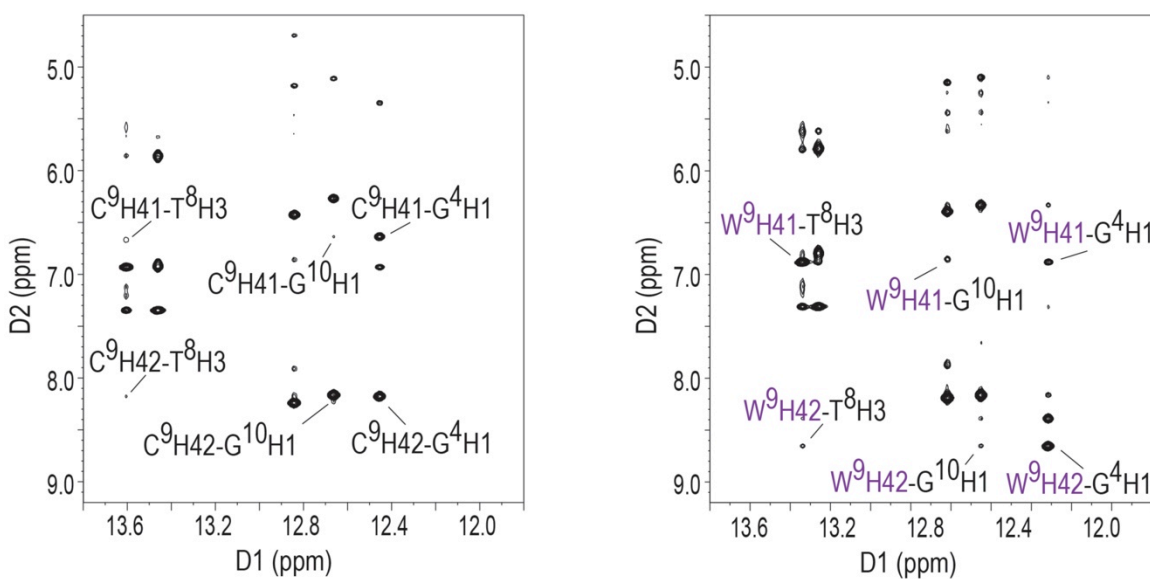 5.0
6.0
7.0
8.0
9.0
D2 (ppm)
C⁹H41-T⁸H3
C⁹H41-G⁴H1
C⁹H41-G¹⁰H1
C⁹H42-T⁸H3
C⁹H42-G¹⁰H1
C⁹H42-G⁴H1
13.6 13.2 12.8 12.4 12.0
D1 (ppm)
5.0
6.0
7.0
8.0
9.0
D2 (ppm)
W⁹H41-T⁸H3
W⁹H41-G⁴H1
W⁹H41-G¹⁰H1
W⁹H42-T⁸H3
W⁹H42-G¹⁰H1
W⁹H42-G⁴H1
13.6 13.2 12.8 12.4 12.0
D1 (ppm)